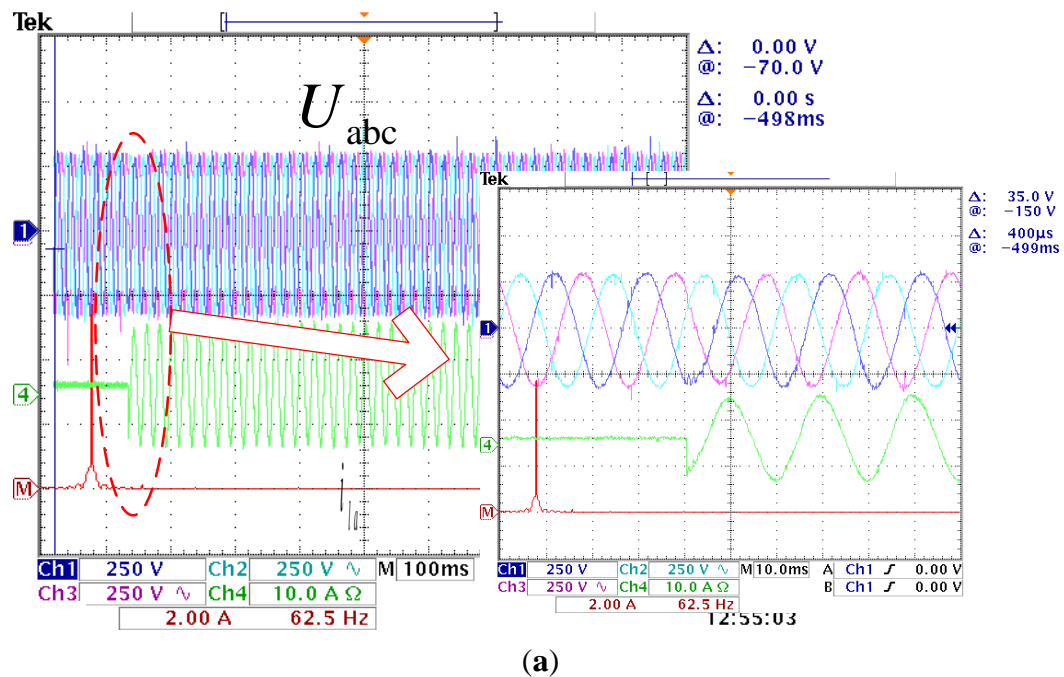 Tek
Δ: 0.00 V
@: −70.0 V
Δ: 0.00 s
@: −498ms
U abc
1
4
M
Ch1 250 V Ch2 250 V ∿ M 100ms
Ch3 250 V ∿ Ch4 10.0 A Ω
2.00 A 62.5 Hz
Tek
Δ: 35.0 V
@: −150 V
Δ: 400µs
@: −499ms
1
4
M
Ch1 250 V Ch2 250 V ∿ M 10.0ms A Ch1 ∫ 0.00 V
Ch3 250 V ∿ Ch4 10.0 A Ω B Ch1 ∫ 0.00 V
2.00 A 62.5 Hz
12:55:03
(a)